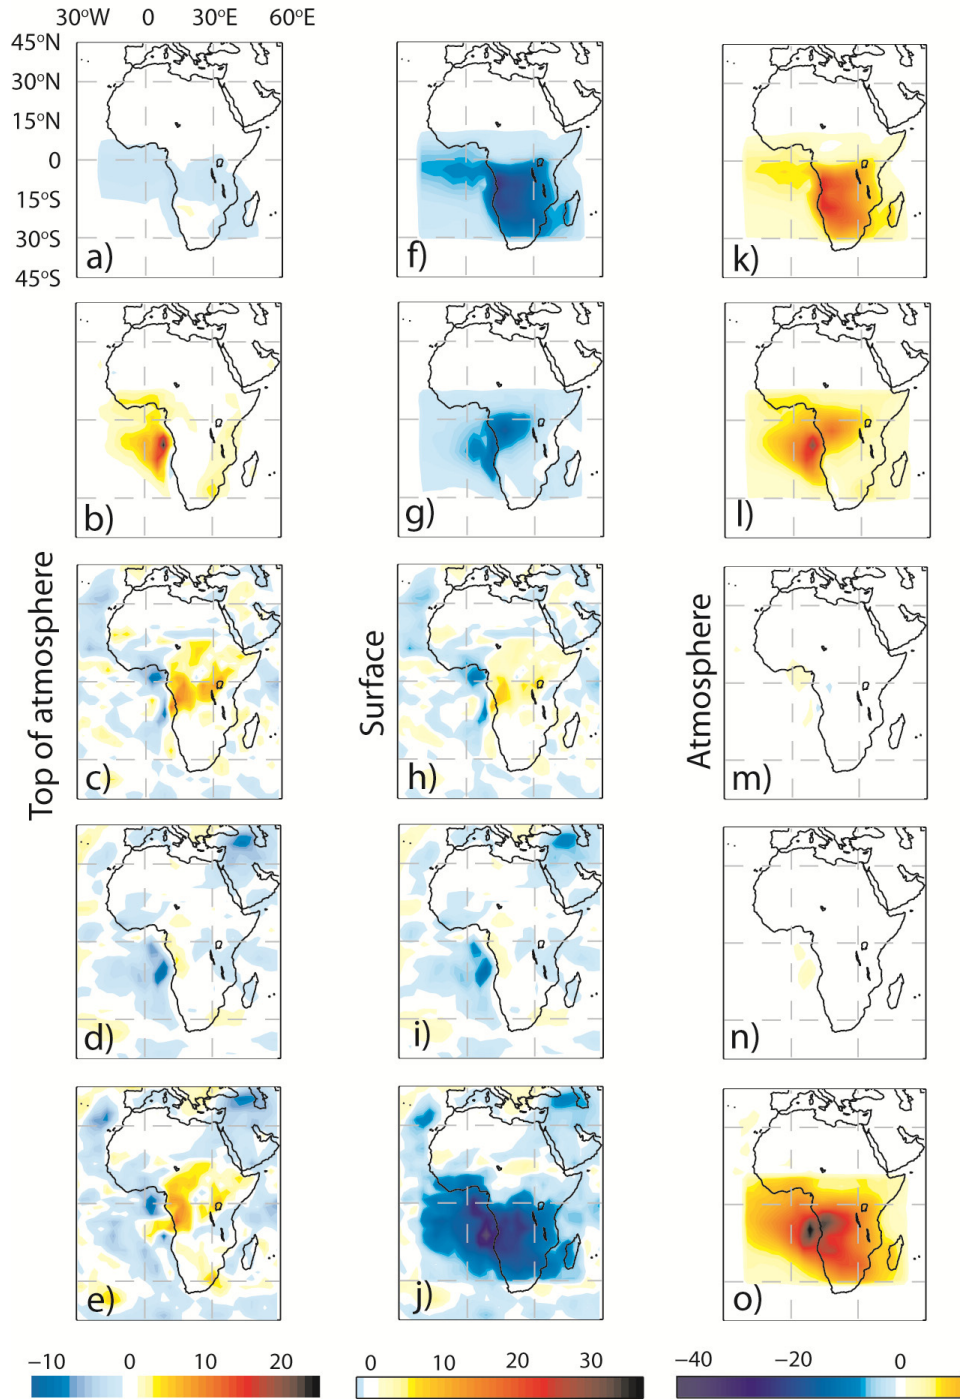 30°W 0 30°E 60°E
45°N
30°N
15°N
0
15°S
30°S
45°S
a)
f)
k)
b)
g)
l)
Top of atmosphere
Surface
Atmosphere
c)
h)
m)
d)
i)
n)
e)
j)
o)
−10 0 10 20
0 10 20 30
−40 −20 0